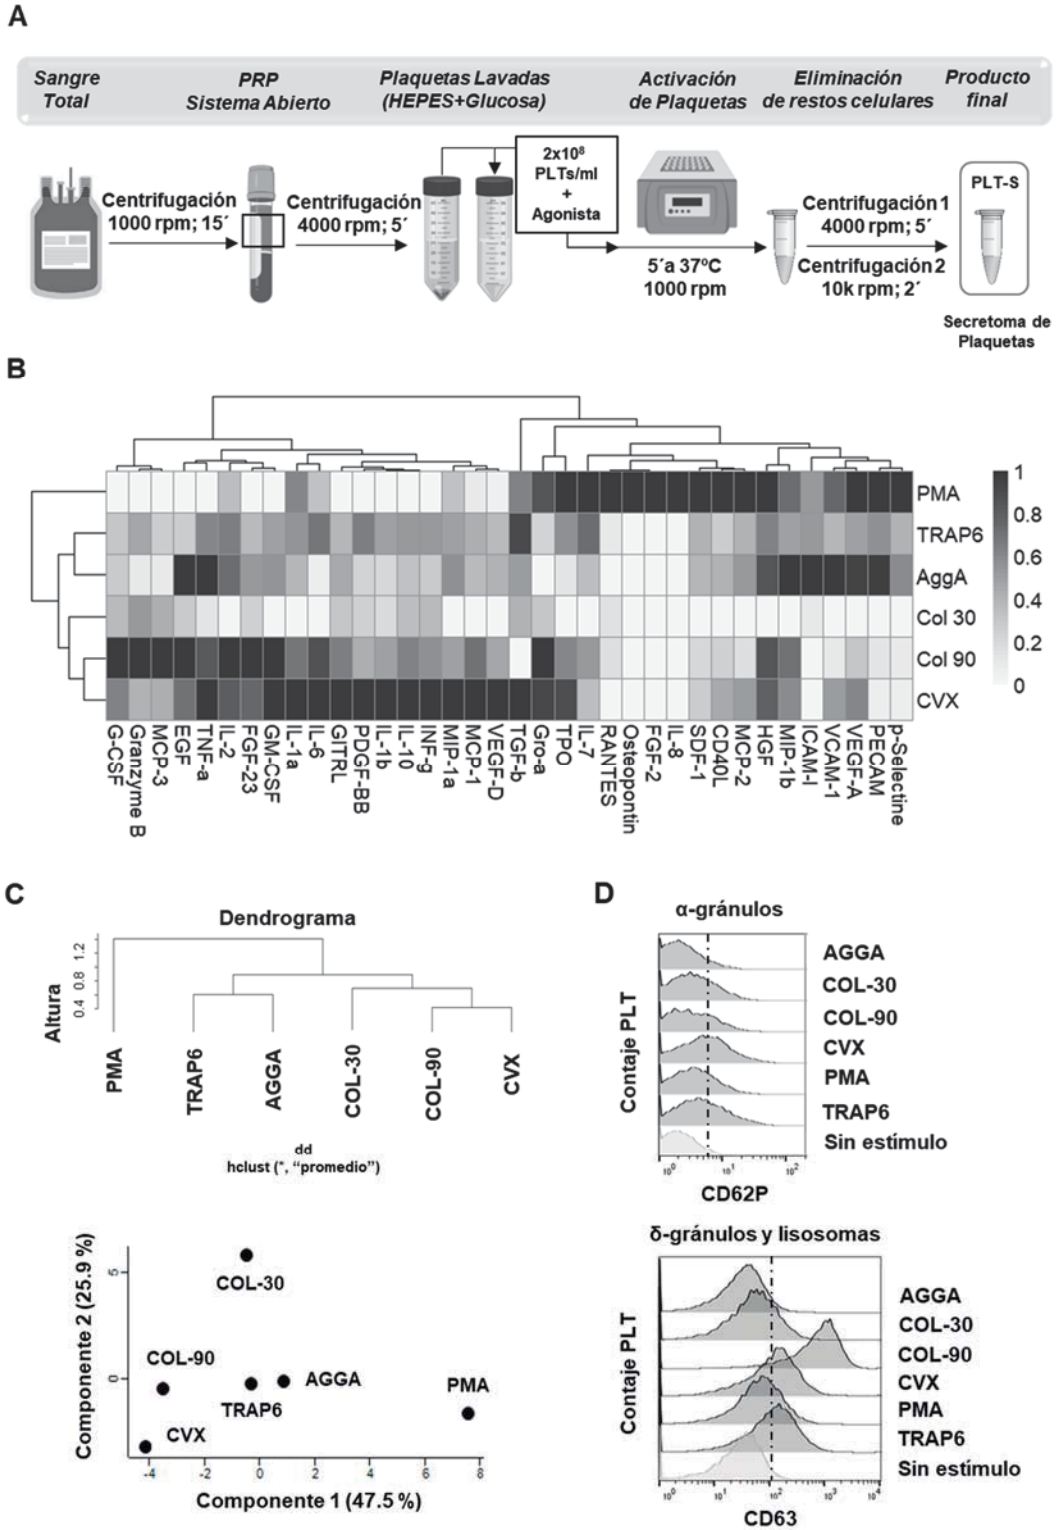 A
Sangre
Total
PRP
Sistema Abierto
Plaquetas Lavadas
(HEPES+Glucosa)
Activación
de Plaquetas
Eliminación
de restos celulares
Producto
final
Centrifugación
1000 rpm; 15´
Centrifugación
4000 rpm; 5´
2x10⁸
PLTs/ml
+
Agonista
5´a 37ºC
1000 rpm
Centrifugación 1
4000 rpm; 5´
Centrifugación 2
10k rpm; 2´
PLT-S
Secretoma de
Plaquetas
B
PMA
TRAP6
AggA
Col 30
Col 90
CVX
1
0.8
0.6
0.4
0.2
0
G-CSF
Granzyme B
MCP-3
EGF
TNF-a
IL-2
FGF-23
GM-CSF
IL-1a
IL-6
GITRL
PDGF-BB
IL-1b
IL-10
INF-g
MIP-1a
MCP-1
VEGF-D
TGF-b
Gro-a
TPO
IL-7
RANTES
Osteopontin
FGF-2
IL-8
SDF-1
CD40L
MCP-2
HGF
MIP-1b
ICAM-I
VCAM-1
VEGF-A
PECAM
p-Selectine
C
Dendrograma
Altura
0.4 0.8 1.2
PMA
TRAP6
AGGA
COL-30
COL-90
CVX
dd
hclust (*, “promedio”)
Componente 2 (25.9 %)
5
0
COL-30
COL-90
TRAP6
AGGA
PMA
CVX
-4 -2 0 2 4 6 8
Componente 1 (47.5 %)
D
α-gránulos
Contaje PLT
AGGA
COL-30
COL-90
CVX
PMA
TRAP6
Sin estímulo
10⁰ 10¹ 10²
CD62P
δ-gránulos y lisosomas
Contaje PLT
AGGA
COL-30
COL-90
CVX
PMA
TRAP6
Sin estímulo
10⁰ 10¹ 10² 10³ 10⁴
CD63